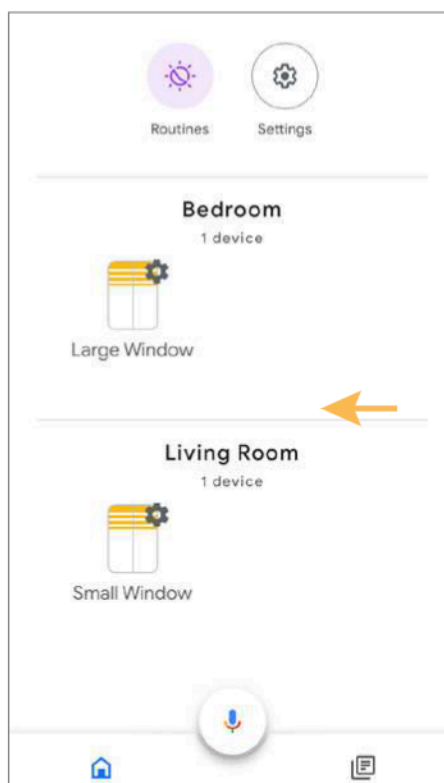 Routines Settings
Bedroom
1 device
Large Window
Living Room
1 device
Small Window